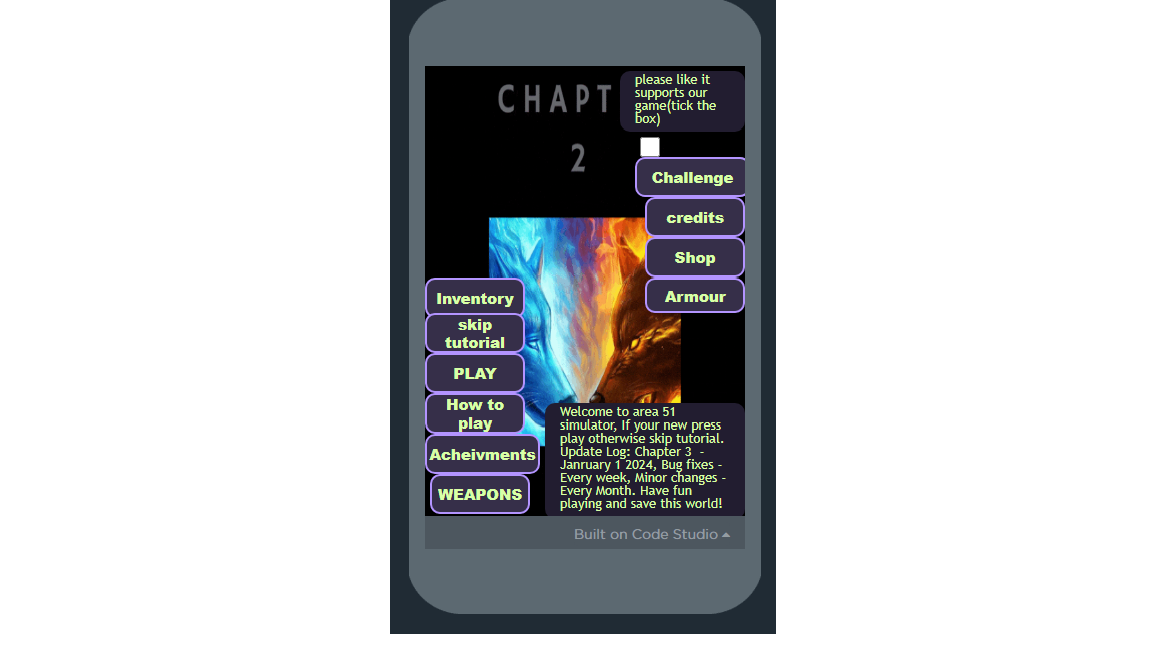 CHAPT
2
please like it
supports our
game(tick the
box)
Challenge
credits
Shop
Armour
Inventory
skip
tutorial
PLAY
How to
play
Acheivments
WEAPONS
Welcome to area 51
simulator, If your new press
play otherwise skip tutorial.
Update Log: Chapter 3 -
Janruary 1 2024, Bug fixes -
Every week, Minor changes -
Every Month. Have fun
playing and save this world!
Built on Code Studio